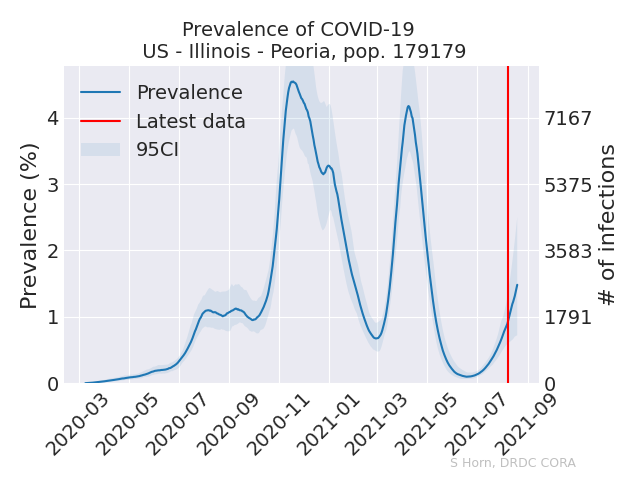 Prevalence of COVID-19
US - Illinois - Peoria, pop. 179179
Prevalence
Latest data
95CI
Prevalence (%)
4
3
2
1
0
# of infections
7167
5375
3583
1791
0
2020-03
2020-05
2020-07
2020-09
2020-11
2021-01
2021-03
2021-05
2021-07
2021-09
S Horn, DRDC CORA